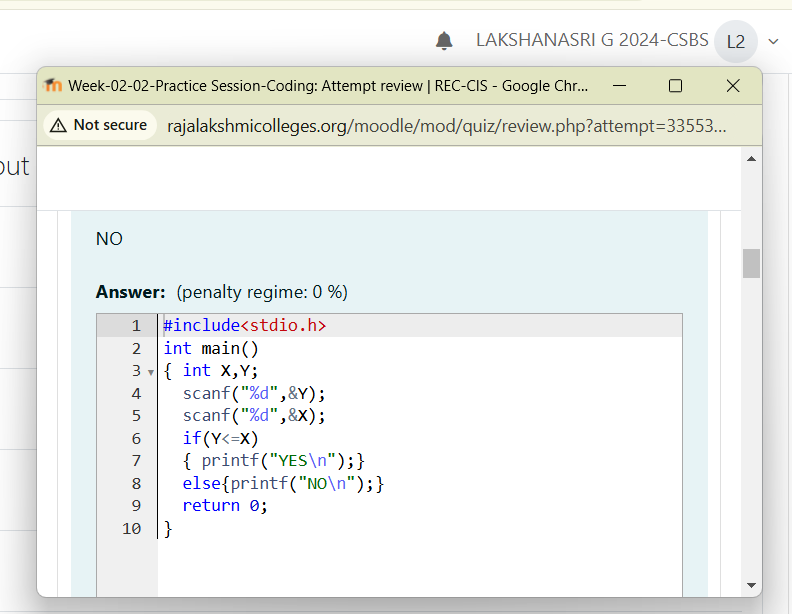 LAKSHANASRI G 2024-CSBS L2
Week-02-02-Practice Session-Coding: Attempt review | REC-CIS - Google Chr...
Not secure rajalakshmicolleges.org/moodle/mod/quiz/review.php?attempt=33553...
out
NO
Answer: (penalty regime: 0 %)
1 #include<stdio.h>
2 int main()
3 { int X,Y;
4 scanf("%d",&Y);
5 scanf("%d",&X);
6 if(Y<=X)
7 { printf("YES\n");}
8 else{printf("NO\n");}
9 return 0;
10 }